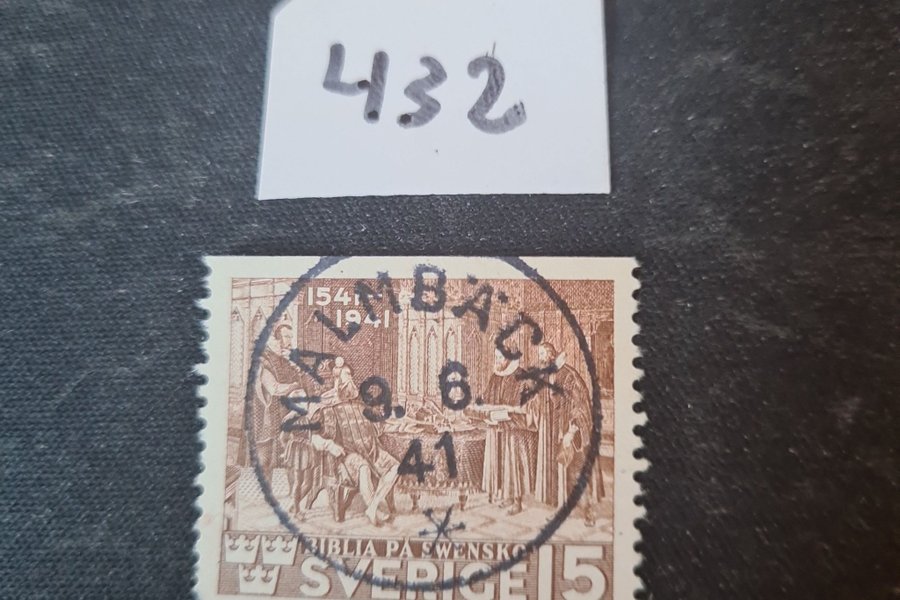 432
1541
1941
MALMBÄCK
9. 6.
41
BIBLIA PÅ SWENSKO
SVERIGE 15